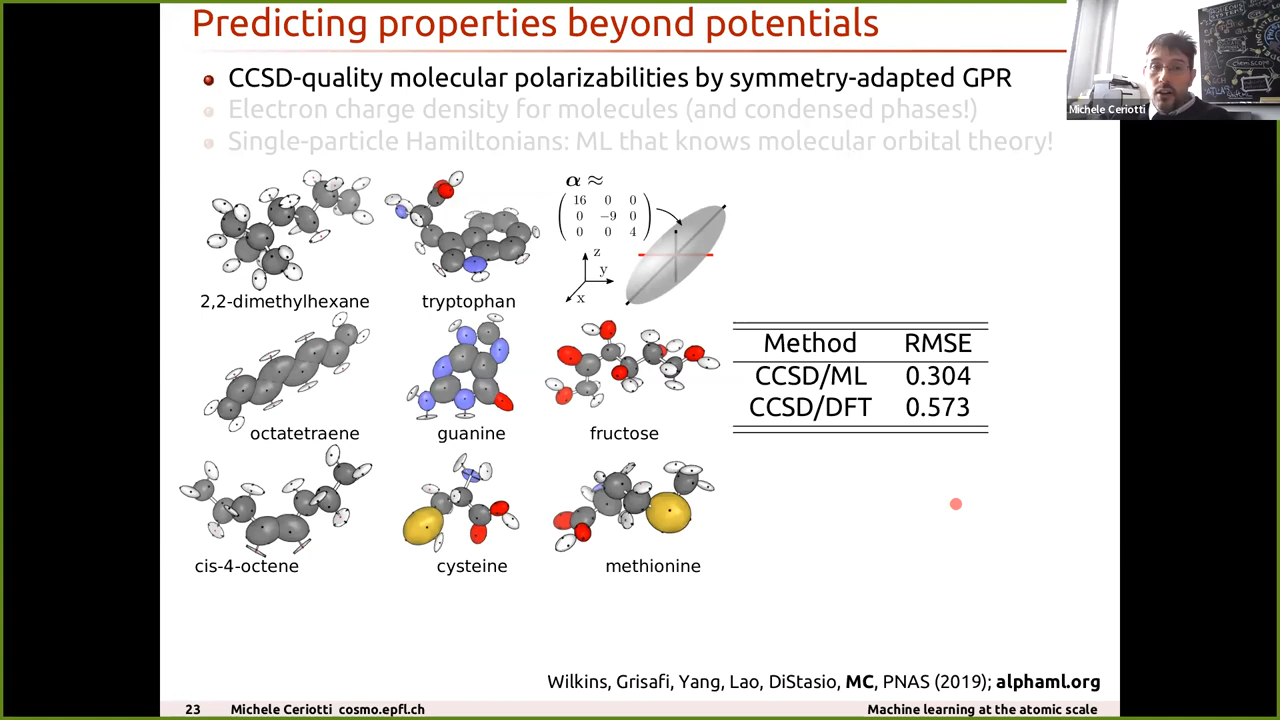 Predicting properties beyond potentials
CCSD-quality molecular polarizabilities by symmetry-adapted GPR
Electron charge density for molecules (and condensed phases!)
Single-particle Hamiltonians: ML that knows molecular orbital theory!
Michele Ceriotti
α ≈
16 0 0
0 −9 0
0 0 4
z
y
x
2,2-dimethylhexane
tryptophan
octatetraene
guanine
fructose
cis-4-octene
cysteine
methionine
Method RMSE
CCSD/ML 0.304
CCSD/DFT 0.573
Wilkins, Grisafi, Yang, Lao, DiStasio, MC, PNAS (2019); alphaml.org
23 Michele Ceriotti cosmo.epfl.ch Machine learning at the atomic scale